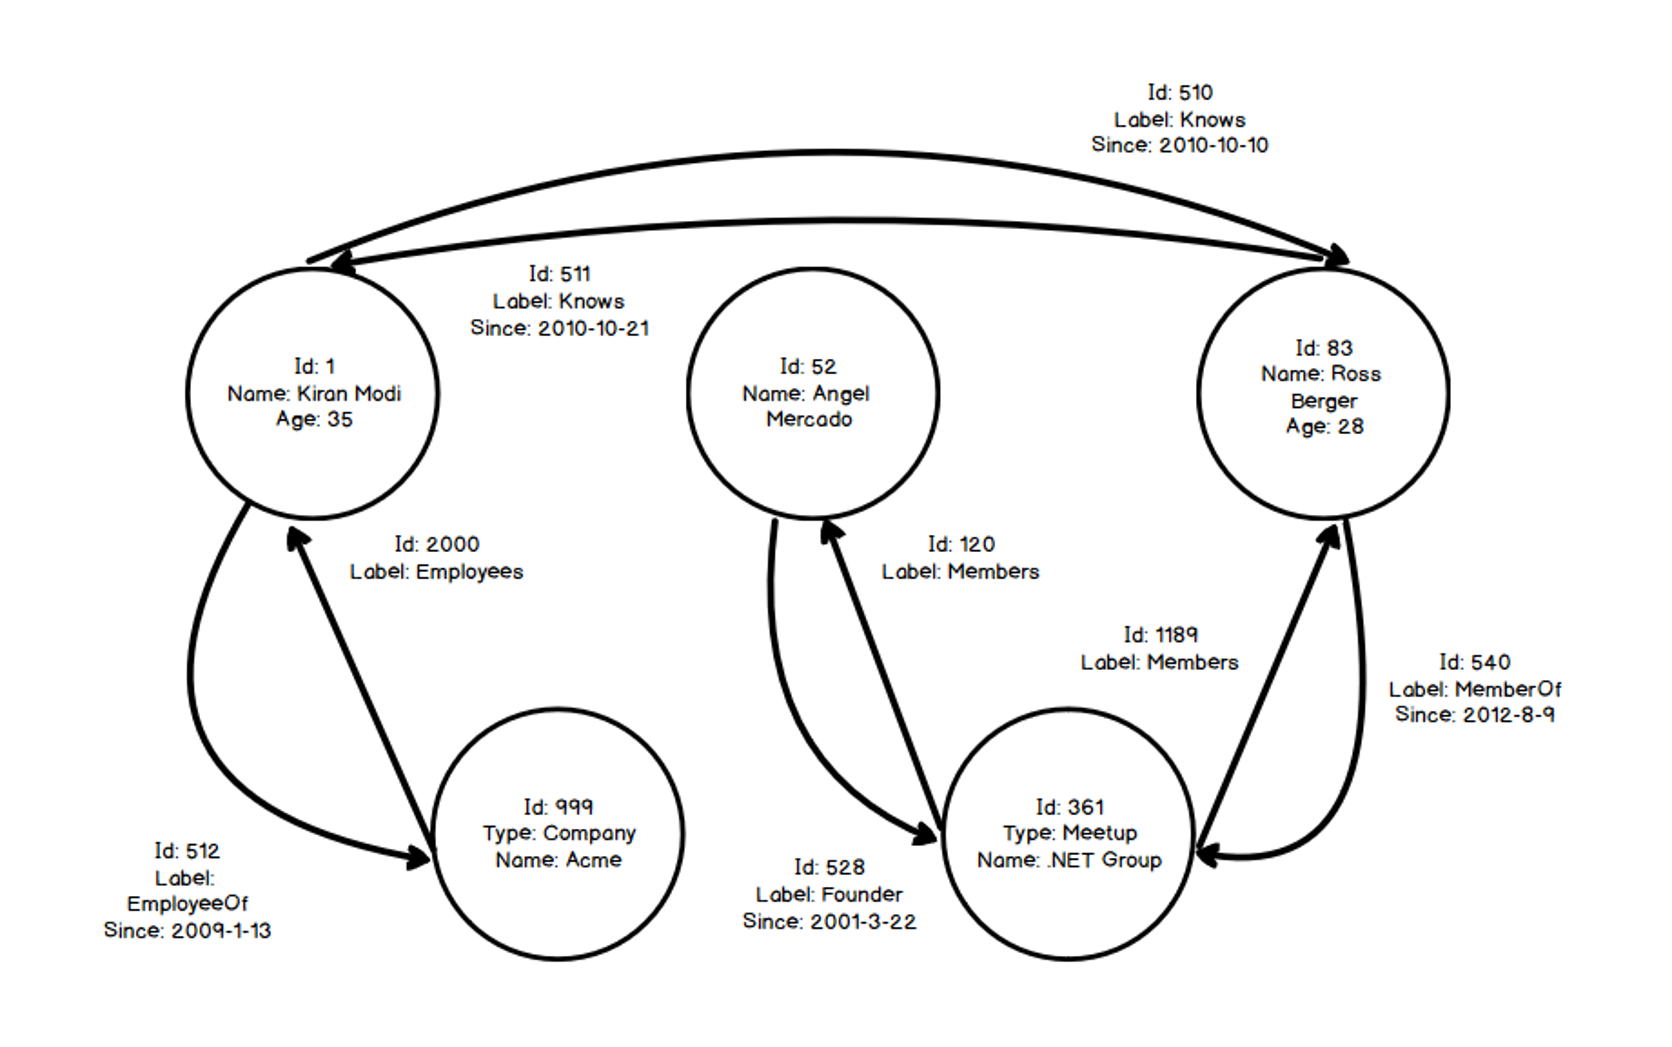 Id: 510
Label: Knows
Since: 2010-10-10
Id: 511
Label: Knows
Since: 2010-10-21
Id: 1
Name: Kiran Modi
Age: 35
Id: 52
Name: Angel
Mercado
Id: 83
Name: Ross
Berger
Age: 28
Id: 2000
Label: Employees
Id: 120
Label: Members
Id: 1189
Label: Members
Id: 540
Label: MemberOf
Since: 2012-8-9
Id: 999
Type: Company
Name: Acme
Id: 361
Type: Meetup
Name: .NET Group
Id: 512
Label:
EmployeeOf
Since: 2009-1-13
Id: 528
Label: Founder
Since: 2001-3-22